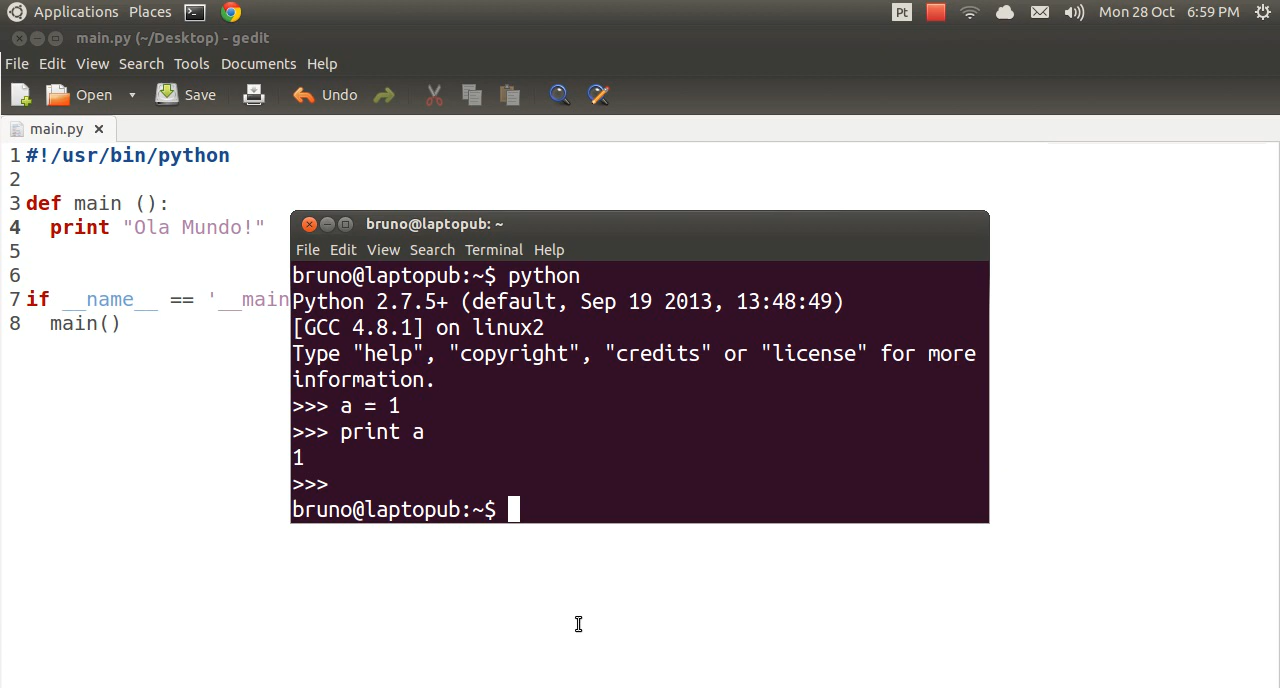 Applications Places Pt Mon 28 Oct 6:59 PM
main.py (~/Desktop) - gedit
File Edit View Search Tools Documents Help
Open Save Undo
main.py
1 #!/usr/bin/python
2
3 def main ():
4 print "Ola Mundo!"
5
6
7 if __name__ == '__main
8 main()
bruno@laptopub: ~
File Edit View Search Terminal Help
bruno@laptopub:~$ python
Python 2.7.5+ (default, Sep 19 2013, 13:48:49)
[GCC 4.8.1] on linux2
Type "help", "copyright", "credits" or "license" for more
information.
>>> a = 1
>>> print a
1
>>>
bruno@laptopub:~$